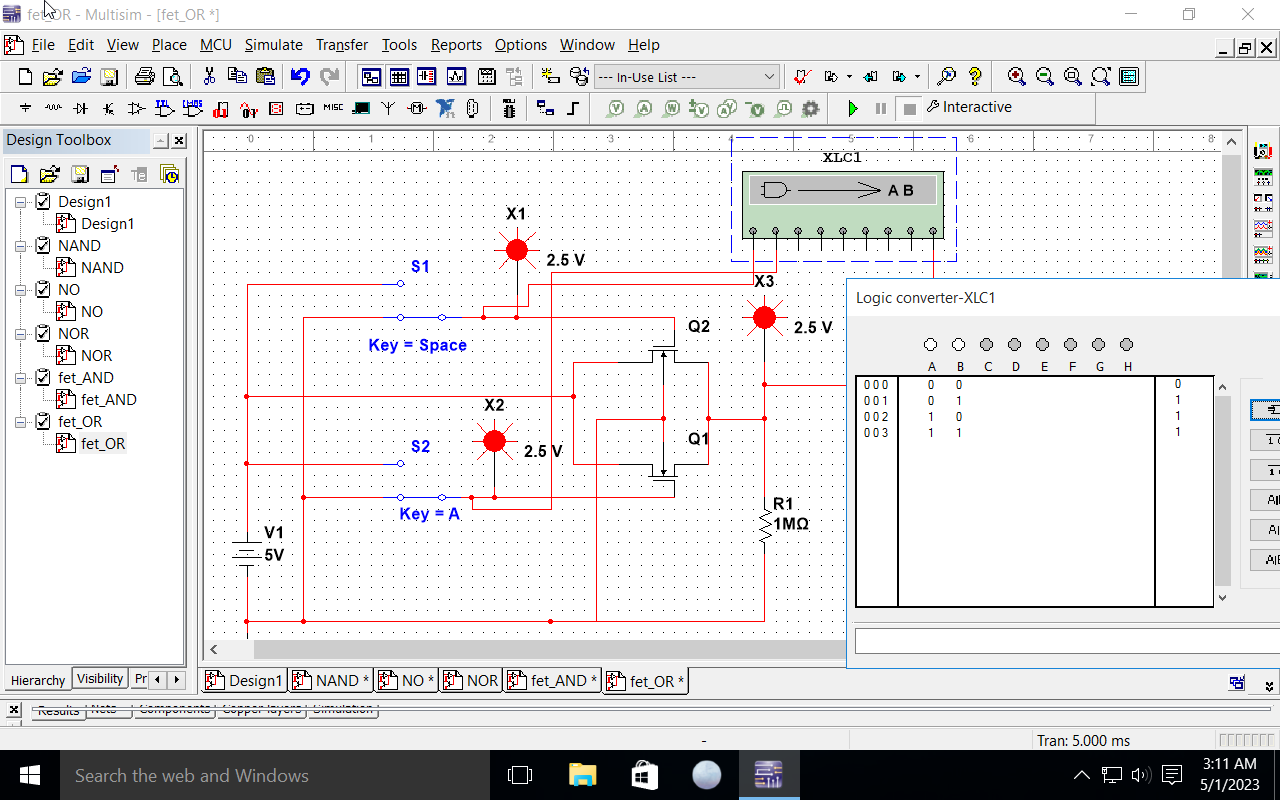 fet_OR - Multisim - [fet_OR *]
File Edit View Place MCU Simulate Transfer Tools Reports Options Window Help
--- In-Use List ---
MISC
Interactive
Design Toolbox
Design1
Design1
NAND
NAND
NO
NO
NOR
NOR
fet_AND
fet_AND
fet_OR
fet_OR
Hierarchy Visibility Pr
0 1 2 3 4 5 6 7 8
XLC1
A B
X1
2.5 V
S1
Key = Space
Q2
X3
2.5 V
X2
2.5 V
S2
Key = A
Q1
R1
1MΩ
V1
5V
Logic converter-XLC1
A B C D E F G H
000 0 0 0
001 0 1 1
002 1 0 1
003 1 1 1
Design1 NAND * NO * NOR fet_AND * fet_OR *
Results Nets Components Copper layers Simulation
-
Tran: 5.000 ms
Search the web and Windows
3:11 AM
5/1/2023